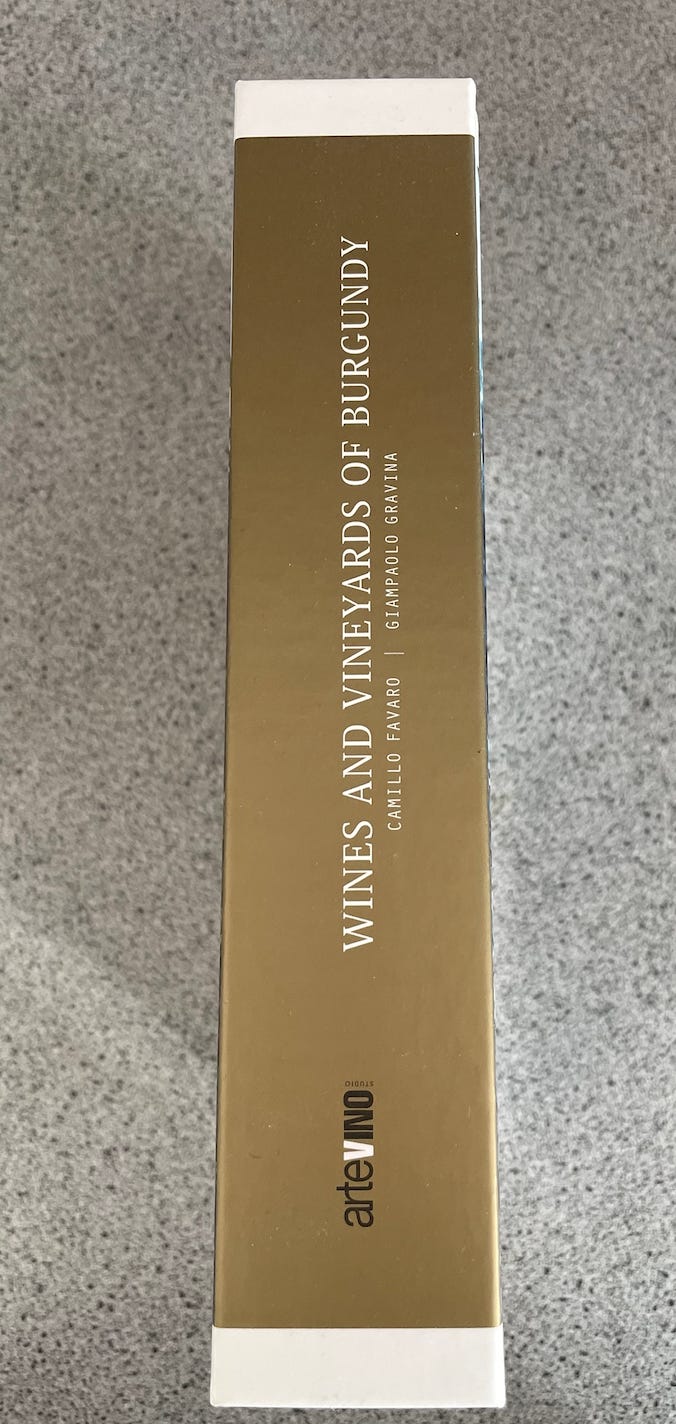 WINES AND VINEYARDS OF BURGUNDY
CAMILLO FAVARO | GIAMPAOLO GRAVINA
arteVINO
STUDIO